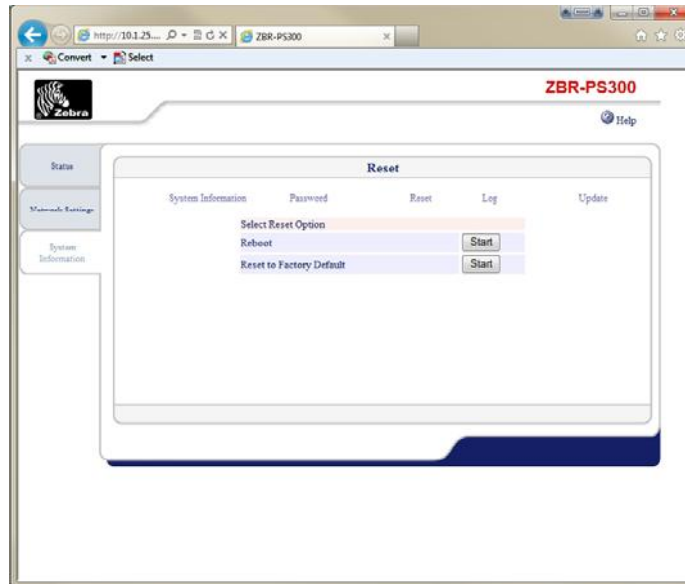 http://10.1.25....
ZBR-PS300
Convert
Select
Zebra
ZBR-PS300
Help
Status
Reset
Network Settings
System Information Password Reset Log Update
Select Reset Option
System
Information
Reboot Start
Reset to Factory Default Start